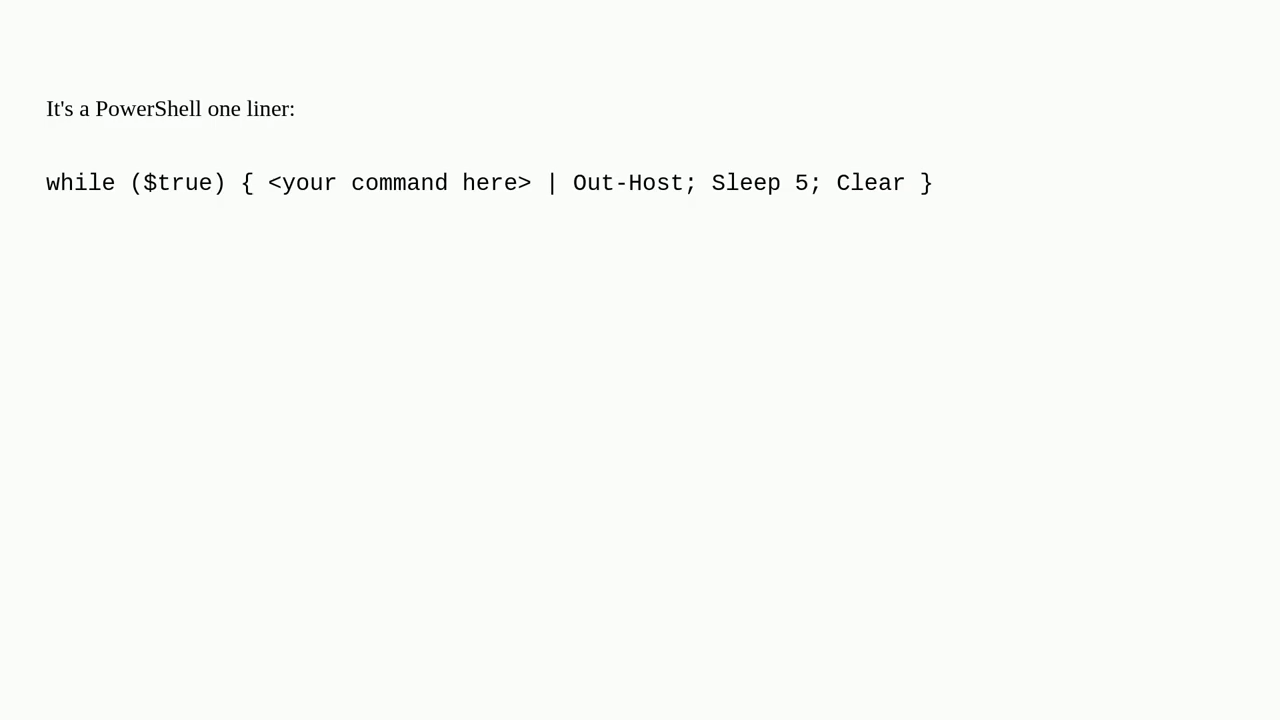 It's a PowerShell one liner:
while ($true) { <your command here> | Out-Host; Sleep 5; Clear }